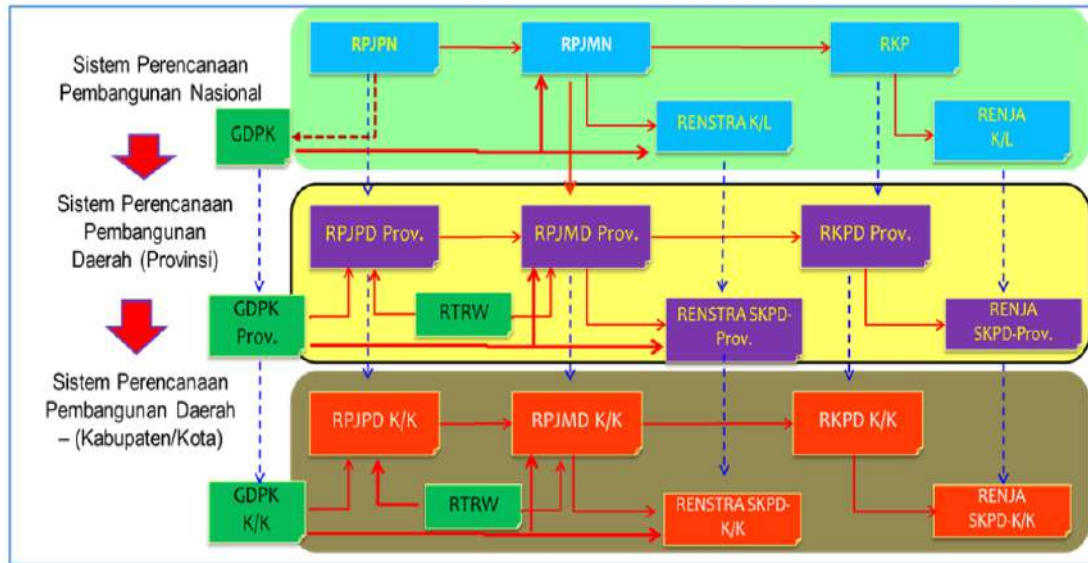 Sistem Perencanaan
Pembangunan Nasional
RPJPN
RPJMN
RKP
GDPK
RENSTRA K/L
RENJA
K/L
Sistem Perencanaan
Pembangunan
Daerah (Provinsi)
RPJPD Prov.
RPJMD Prov.
RKPD Prov.
GDPK
Prov.
RTRW
RENSTRA SKPD-
Prov.
RENJA
SKPD-Prov.
Sistem Perencanaan
Pembangunan Daerah
– (Kabupaten/Kota)
RPJPD K/K
RPJMD K/K
RKPD K/K
GDPK
K/K
RTRW
RENSTRA SKPD-
K/K
RENJA
SKPD-K/K